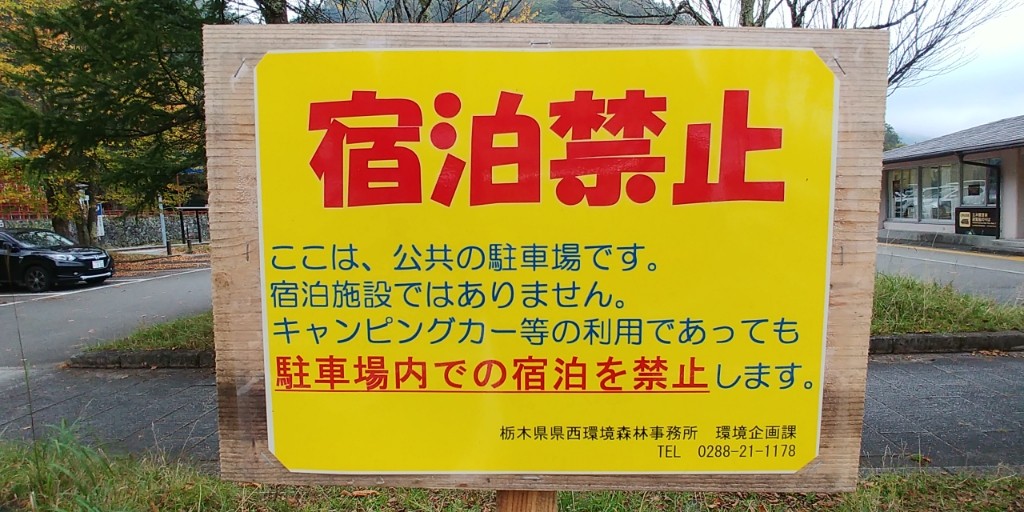 宿泊禁止
ここは、公共の駐車場です。
宿泊施設ではありません。
キャンピングカー等の利用であっても
駐車場内での宿泊を禁止します。
栃木県県西環境森林事務所　環境企画課
TEL　0288-21-1178